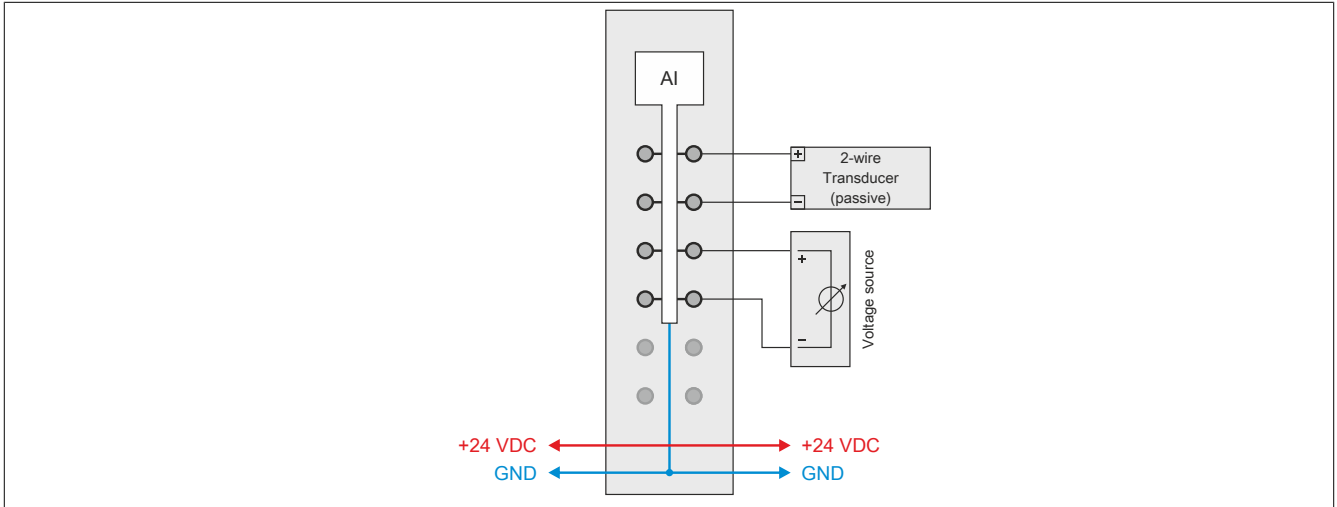 AI
+
2-wire
Transducer
(passive)
−
+
−
Voltage source
+24 VDC
+24 VDC
GND
GND